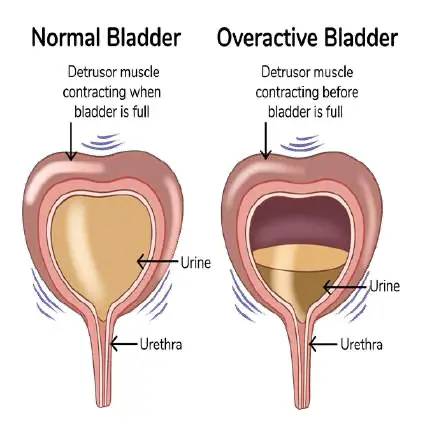 Normal Bladder
Detrusor muscle
contracting when
bladder is full
Urine
Urethra
Overactive Bladder
Detrusor muscle
contracting before
bladder is full
Urine
Urethra